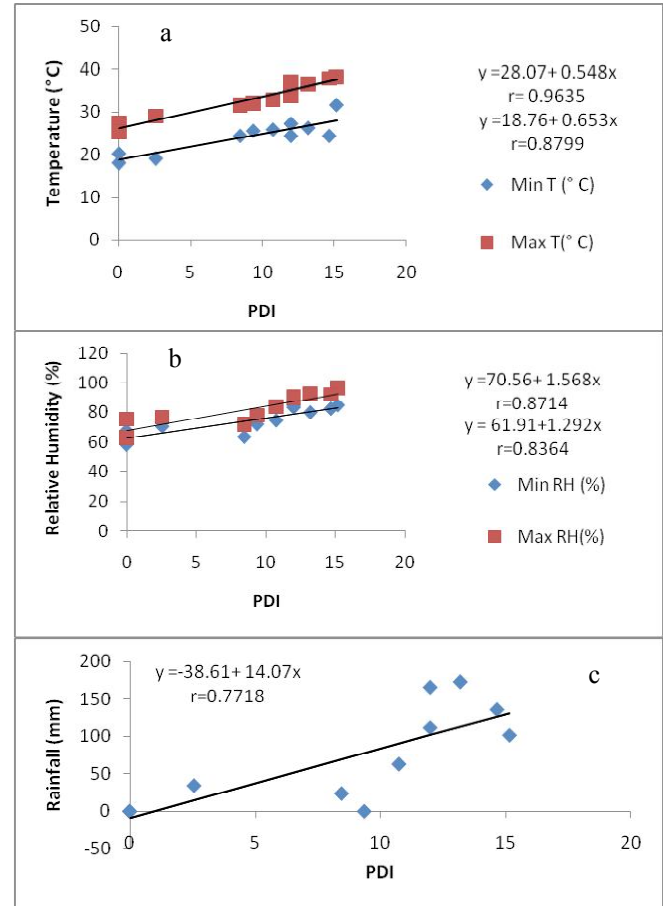 a
50
40
30
20
10
0
Temperature (°C)
0 5 10 15 20
PDI
y =28.07+ 0.548x
r= 0.9635
y =18.76+ 0.653x
r=0.8799
Min T (° C)
Max T(° C)
b
120
100
80
60
40
20
0
Relative Humidity (%)
0 5 10 15 20
PDI
y =70.56+ 1.568x
r=0.8714
y = 61.91+1.292x
r=0.8364
Min RH (%)
Max RH(%)
c
200
150
100
50
0
-50
Rainfall (mm)
0 5 10 15 20
PDI
y =-38.61+ 14.07x
r=0.7718